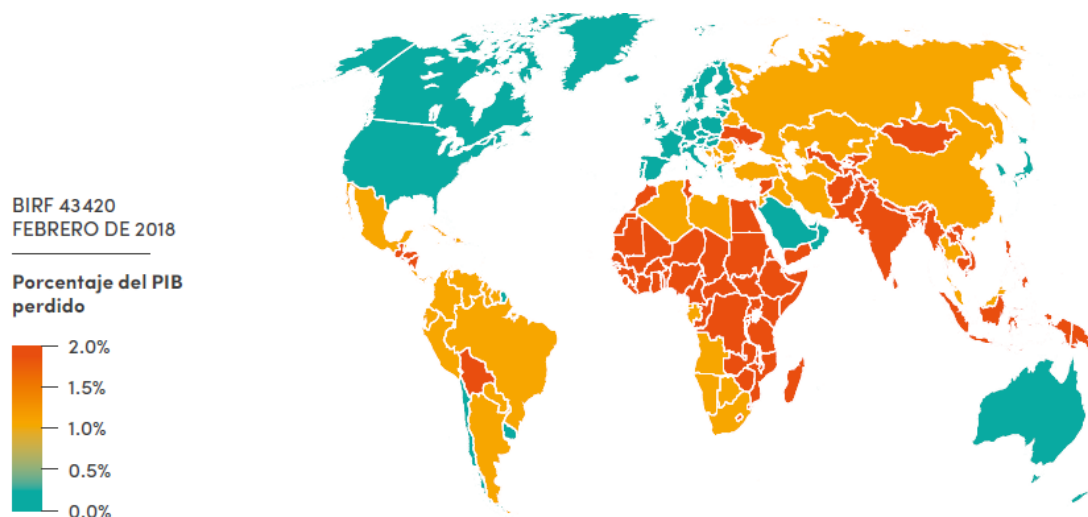 BIRF 43420
FEBRERO DE 2018
Porcentaje del PIB
perdido
2.0%
1.5%
1.0%
0.5%
0.0%